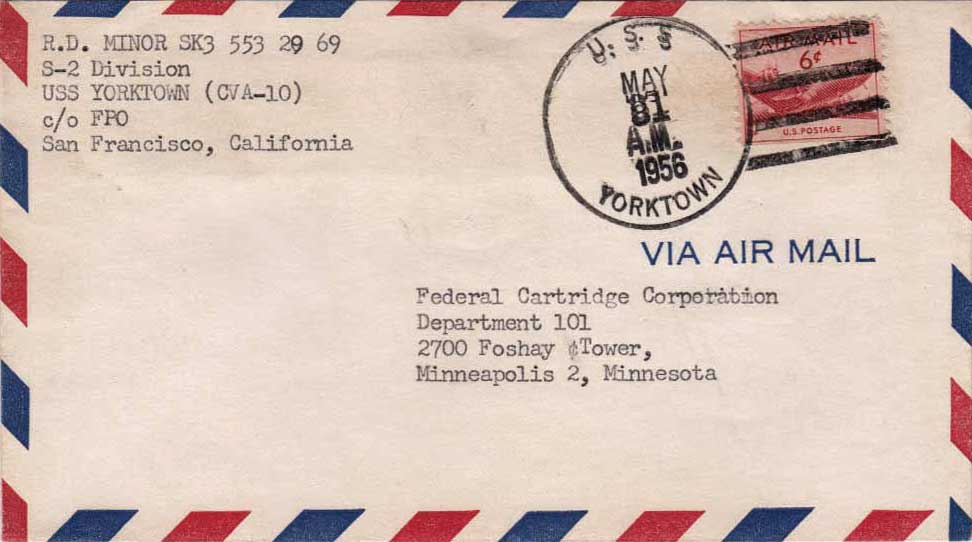 R.D. MINOR SK3 553 29 69
S-2 Division
USS YORKTOWN (CVA-10)
c/o FPO
San Francisco, California
U. S. S
MAY
31
A.M.
1956
YORKTOWN
AIR MAIL
6¢
U.S. POSTAGE
VIA AIR MAIL
Federal Cartridge Corporation
Department 101
2700 Foshay Tower,
Minneapolis 2, Minnesota